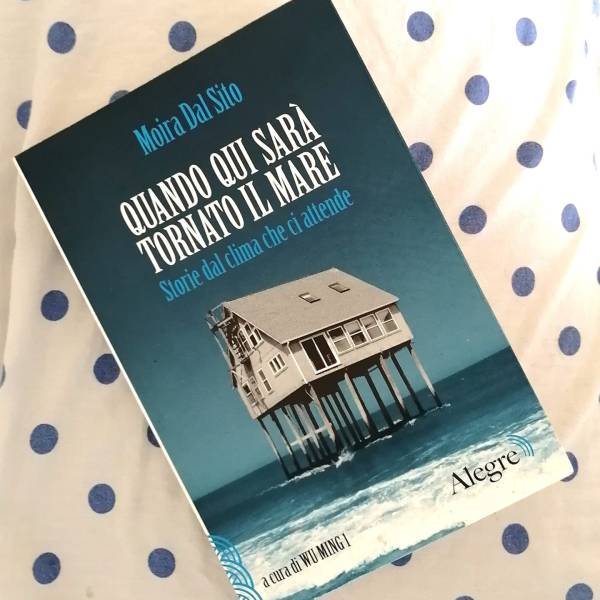 Moira Dal Sito
QUANDO QUI SARÀ
TORNATO IL MARE
Storie dal clima che ci attende
Alegre
a cura di WU MING 1